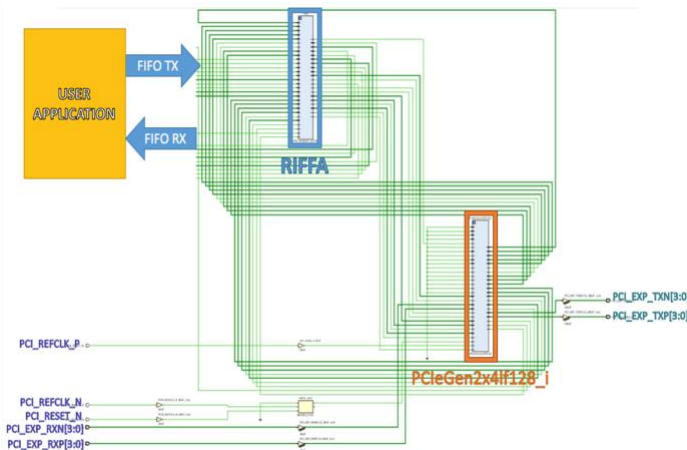 FIFO TX
USER
APPLICATION
FIFO RX
RIFFA
PCI_EXP_TXN[3:0]
PCI_EXP_TXP[3:0]
PCI_REFCLK_P
PCIeGen2x4If128_i
PCI_REFCLK_N
PCI_RESET_N
PCI_EXP_RXN[3:0]
PCI_EXP_RXP[3:0]